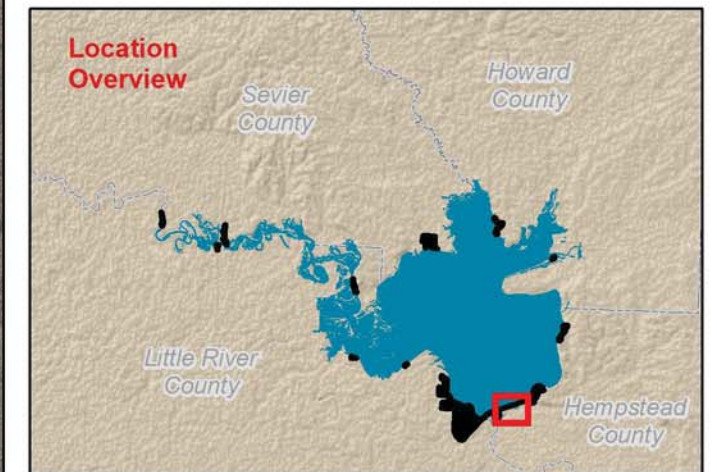 Location
Overview
Sevier
County
Howard
County
Little River
County
Hempstead
County